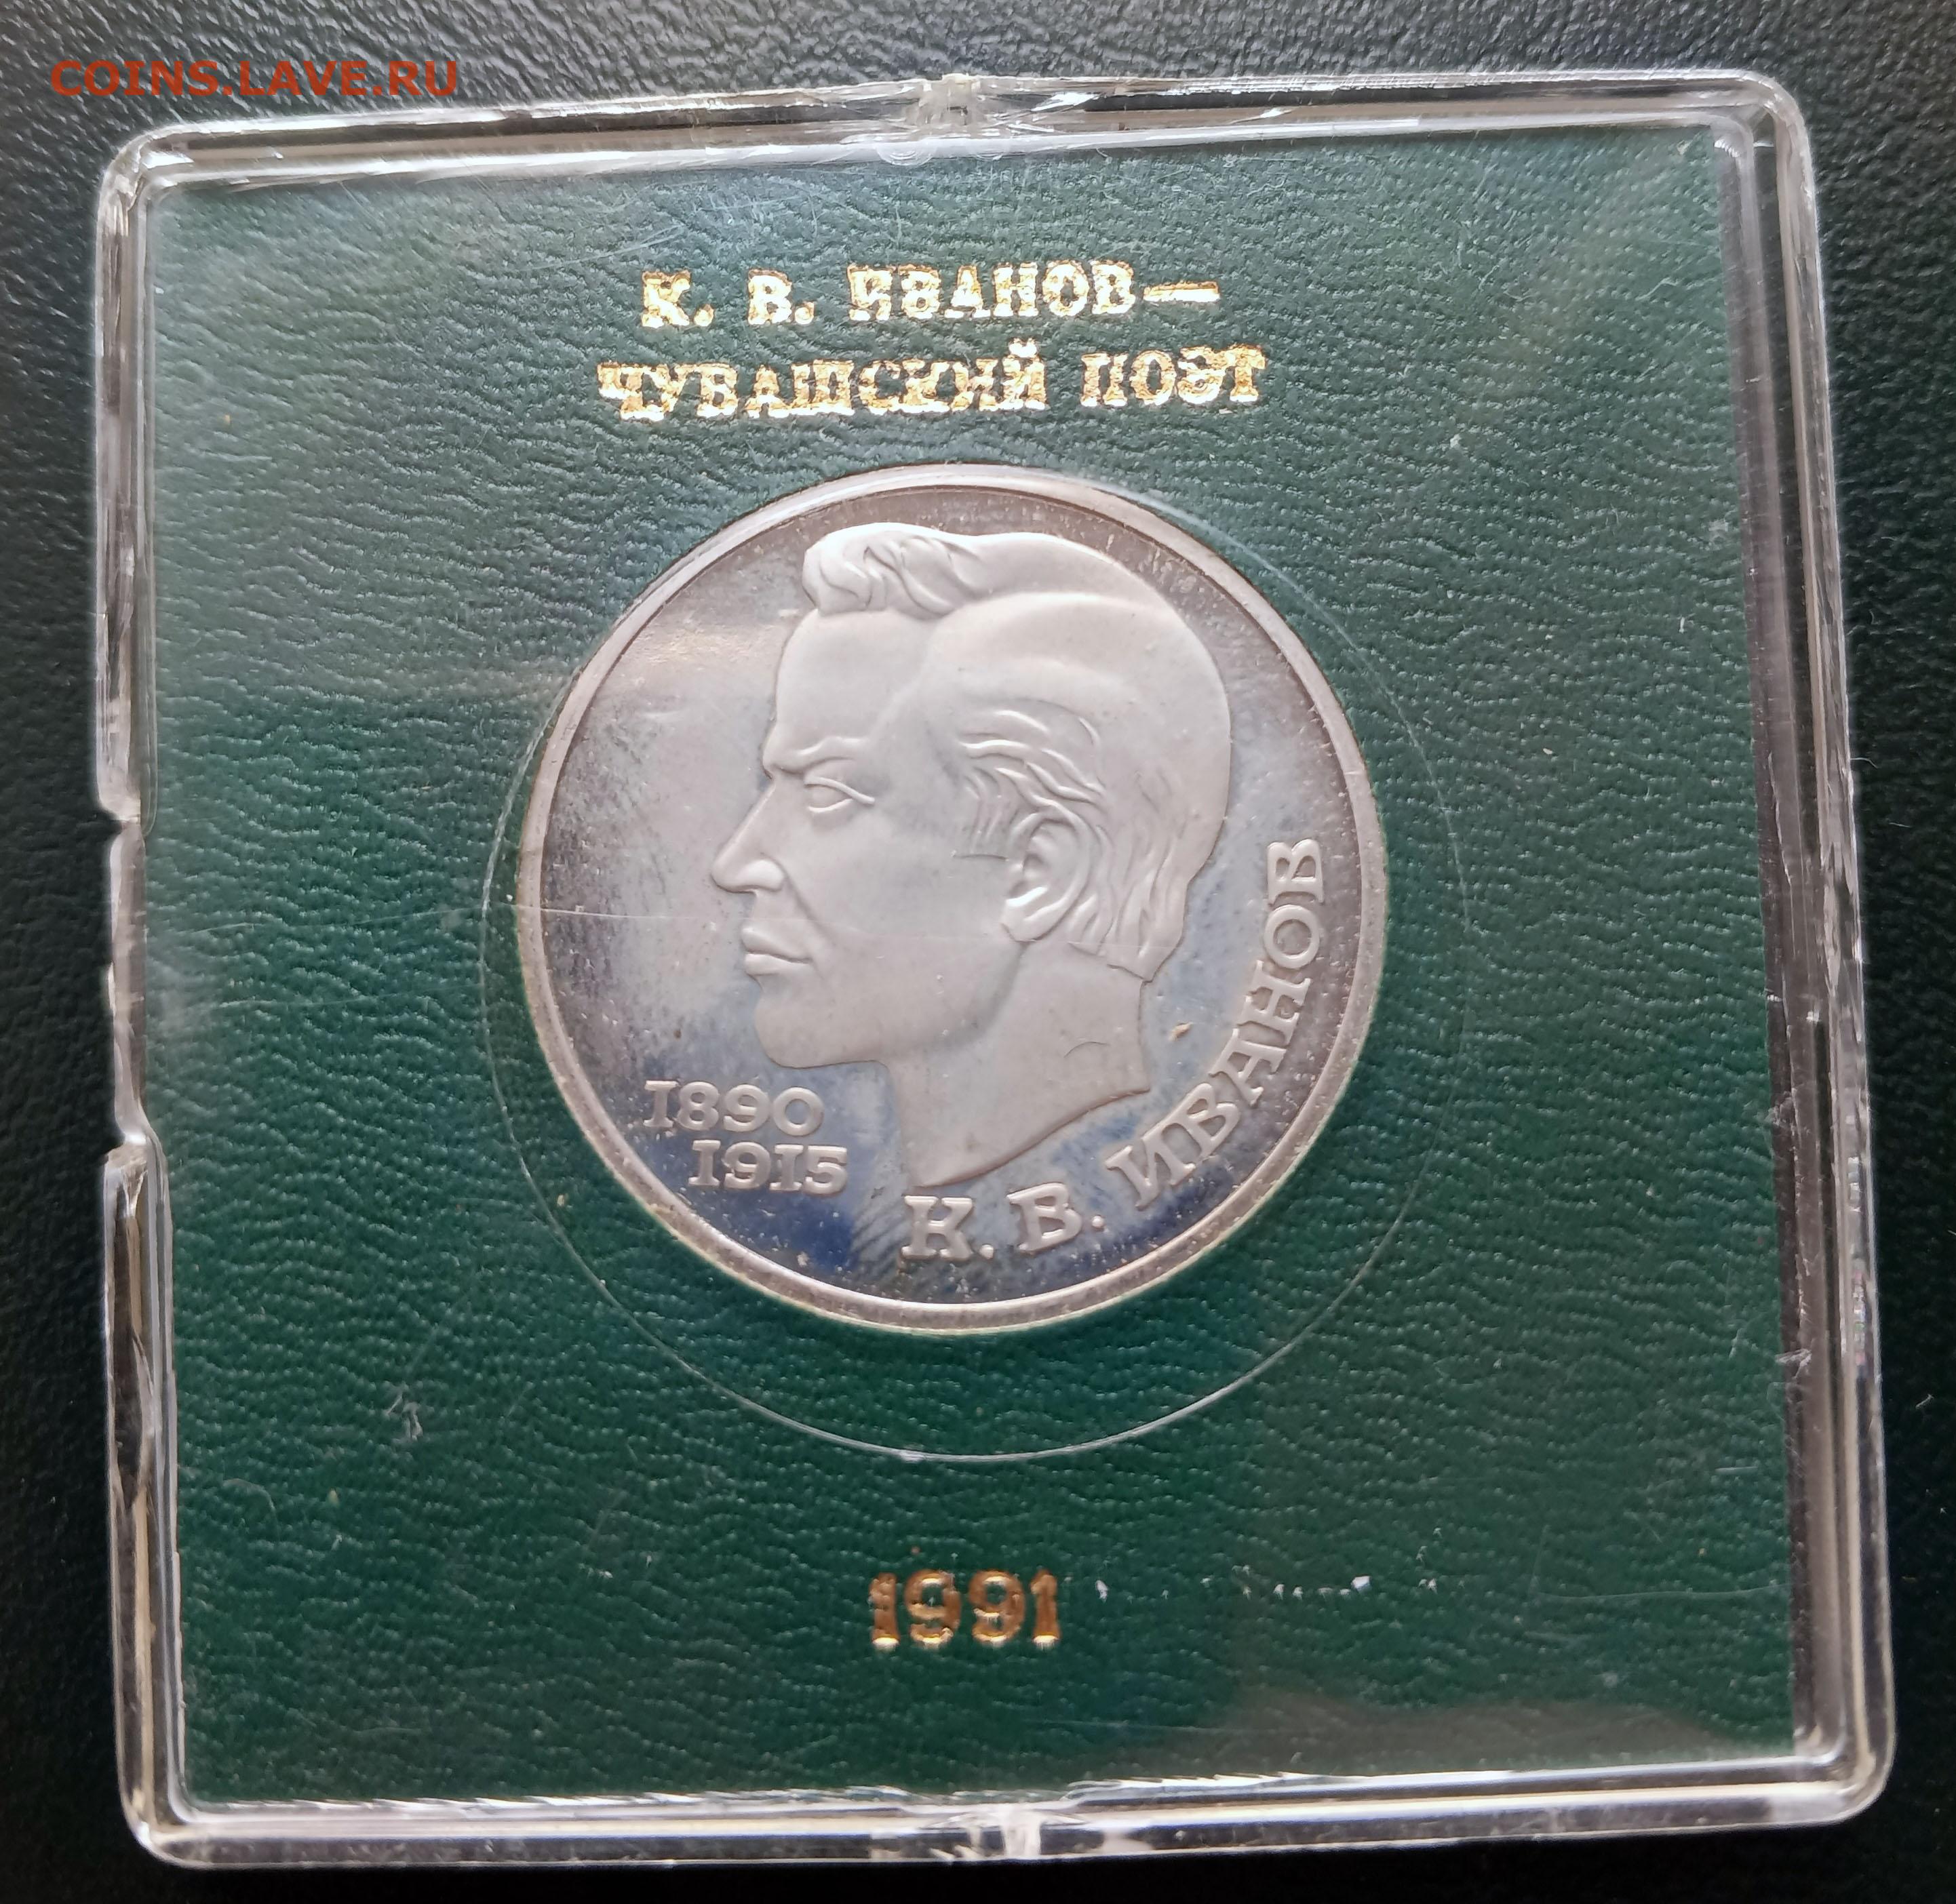 COINS.LAVE.RU
К. В. ИВАНОВ—
ЧУВАШСКИЙ ПОЭТ
1890
1915
К. В. ИВАНОВ
1991